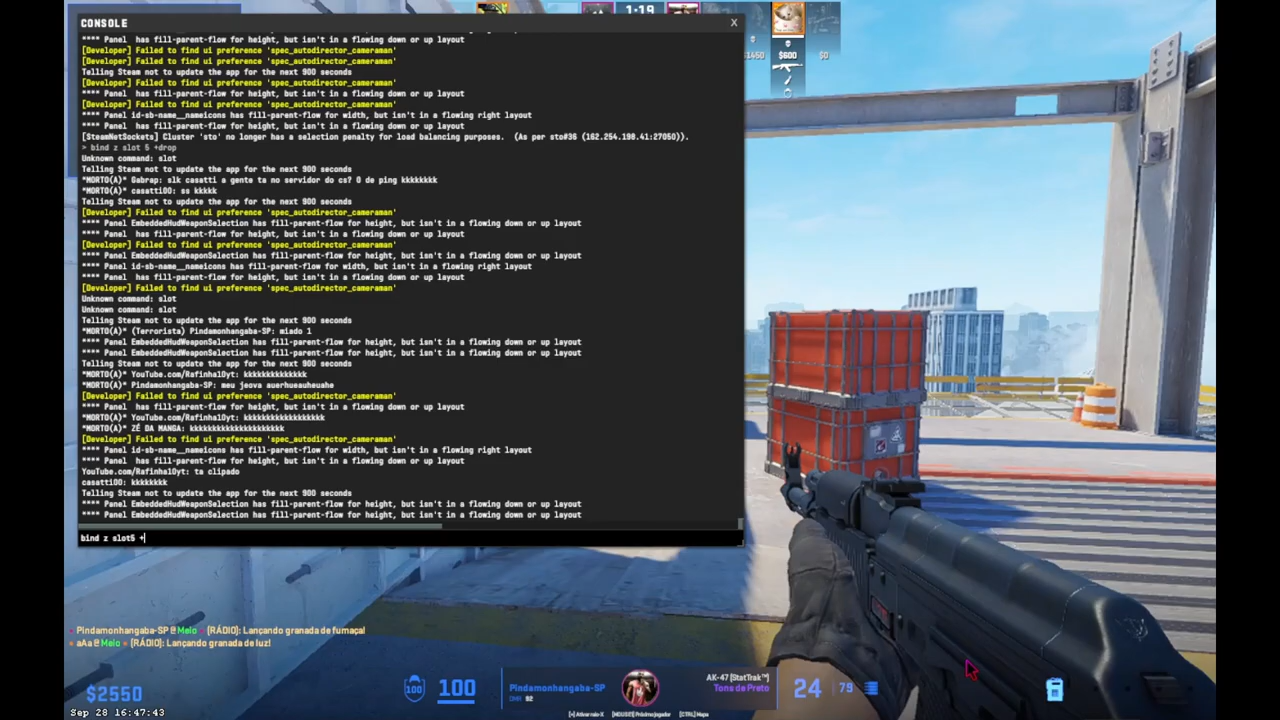 CONSOLE
X
1:19
**** Panel  has fill-parent-flow for height, but isn't in a flowing down or up layout
[Developer] Failed to find ui preference 'spec_autodirector_cameraman'
[Developer] Failed to find ui preference 'spec_autodirector_cameraman'
Telling Steam not to update the app for the next 900 seconds
[Developer] Failed to find ui preference 'spec_autodirector_cameraman'
**** Panel  has fill-parent-flow for height, but isn't in a flowing down or up layout
[Developer] Failed to find ui preference 'spec_autodirector_cameraman'
**** Panel id-sb-name__nameicons has fill-parent-flow for width, but isn't in a flowing right layout
**** Panel  has fill-parent-flow for height, but isn't in a flowing down or up layout
[SteamNetSockets] Cluster 'sto' no longer has a selection penalty for load balancing purposes.  (As per sto#36 (162.254.198.41:27050)).
> bind z slot 5 +drop
Unknown command: slot
Telling Steam not to update the app for the next 900 seconds
*MORTO(A)* Gabrap: slk casatti a gente ta no servidor do cs? 0 de ping kkkkkkkk
*MORTO(A)* casatti00: ss kkkkk
Telling Steam not to update the app for the next 900 seconds
[Developer] Failed to find ui preference 'spec_autodirector_cameraman'
**** Panel EmbeddedHudWeaponSelection has fill-parent-flow for height, but isn't in a flowing down or up layout
**** Panel  has fill-parent-flow for height, but isn't in a flowing down or up layout
[Developer] Failed to find ui preference 'spec_autodirector_cameraman'
**** Panel EmbeddedHudWeaponSelection has fill-parent-flow for height, but isn't in a flowing down or up layout
**** Panel id-sb-name__nameicons has fill-parent-flow for width, but isn't in a flowing right layout
**** Panel  has fill-parent-flow for height, but isn't in a flowing down or up layout
[Developer] Failed to find ui preference 'spec_autodirector_cameraman'
Unknown command: slot
Unknown command: slot
Telling Steam not to update the app for the next 900 seconds
*MORTO(A)* (Terrorista) Pindamonhangaba-SP: miado 1
**** Panel EmbeddedHudWeaponSelection has fill-parent-flow for height, but isn't in a flowing down or up layout
**** Panel EmbeddedHudWeaponSelection has fill-parent-flow for height, but isn't in a flowing down or up layout
Telling Steam not to update the app for the next 900 seconds
*MORTO(A)* YouTube.com/Rafinha10yt: kkkkkkkkkkkkkk
*MORTO(A)* Pindamonhangaba-SP: meu jeova auerhueauheuahe
[Developer] Failed to find ui preference 'spec_autodirector_cameraman'
**** Panel  has fill-parent-flow for height, but isn't in a flowing down or up layout
*MORTO(A)* YouTube.com/Rafinha10yt: kkkkkkkkkkkkkkkkkk
*MORTO(A)* ZÉ DA MANGA: kkkkkkkkkkkkkkkkkkkkk
[Developer] Failed to find ui preference 'spec_autodirector_cameraman'
**** Panel id-sb-name__nameicons has fill-parent-flow for width, but isn't in a flowing right layout
**** Panel  has fill-parent-flow for height, but isn't in a flowing down or up layout
YouTube.com/Rafinha10yt: ta clipado
casatti00: kkkkkkkk
Telling Steam not to update the app for the next 900 seconds
**** Panel EmbeddedHudWeaponSelection has fill-parent-flow for height, but isn't in a flowing down or up layout
**** Panel EmbeddedHudWeaponSelection has fill-parent-flow for height, but isn't in a flowing down or up layout
bind z slot5 +
$1450 $600 $0
Pindamonhangaba-SP @ Meio [RÁDIO]: Lançando granada de fumaça!
aAa @ Meio [RÁDIO]: Lançando granada de luz!
$2550
100 100
Pindamonhangaba-SP
92
AK-47 [StatTrak™]
Tons de Preto
24 79
[+] Ativar raio-X [MOUSE1] Próximo jogador [CTRL] Mapa
Sep 28 16:47:43